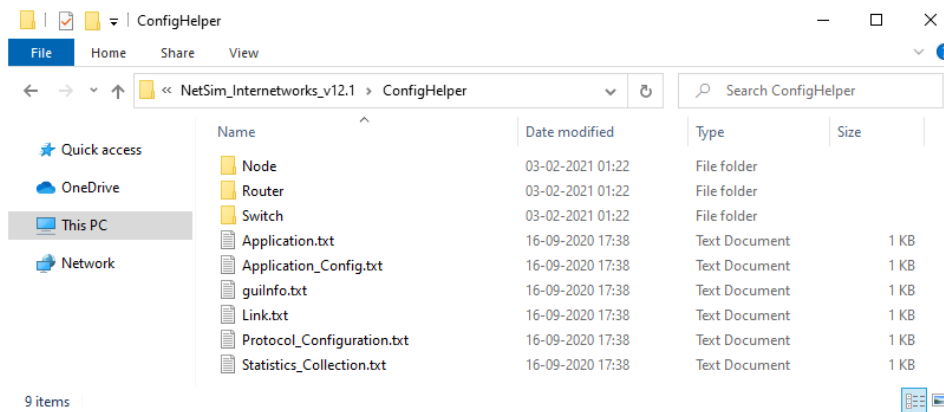 ConfigHelper
File Home Share View
« NetSim_Internetworks_v12.1 › ConfigHelper Search ConfigHelper
Name Date modified Type Size
Quick access
OneDrive
This PC
Network
Node 03-02-2021 01:22 File folder
Router 03-02-2021 01:22 File folder
Switch 03-02-2021 01:22 File folder
Application.txt 16-09-2020 17:38 Text Document 1 KB
Application_Config.txt 16-09-2020 17:38 Text Document 1 KB
guiInfo.txt 16-09-2020 17:38 Text Document 1 KB
Link.txt 16-09-2020 17:38 Text Document 1 KB
Protocol_Configuration.txt 16-09-2020 17:38 Text Document 1 KB
Statistics_Collection.txt 16-09-2020 17:38 Text Document 1 KB
9 items